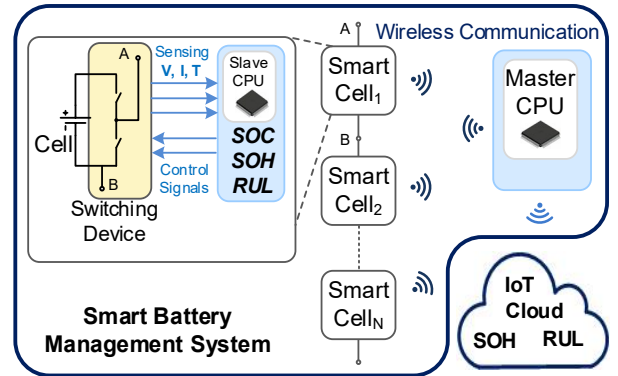 A
Wireless Communication
A
Sensing
V, I, T
Slave
CPU
Smart
Cell1
Master
CPU
+
-
Cell
SOC
SOH
RUL
B
Control
Signals
B
Switching
Device
Smart
Cell2
Smart
CellN
Smart Battery
Management System
IoT
Cloud
SOH RUL